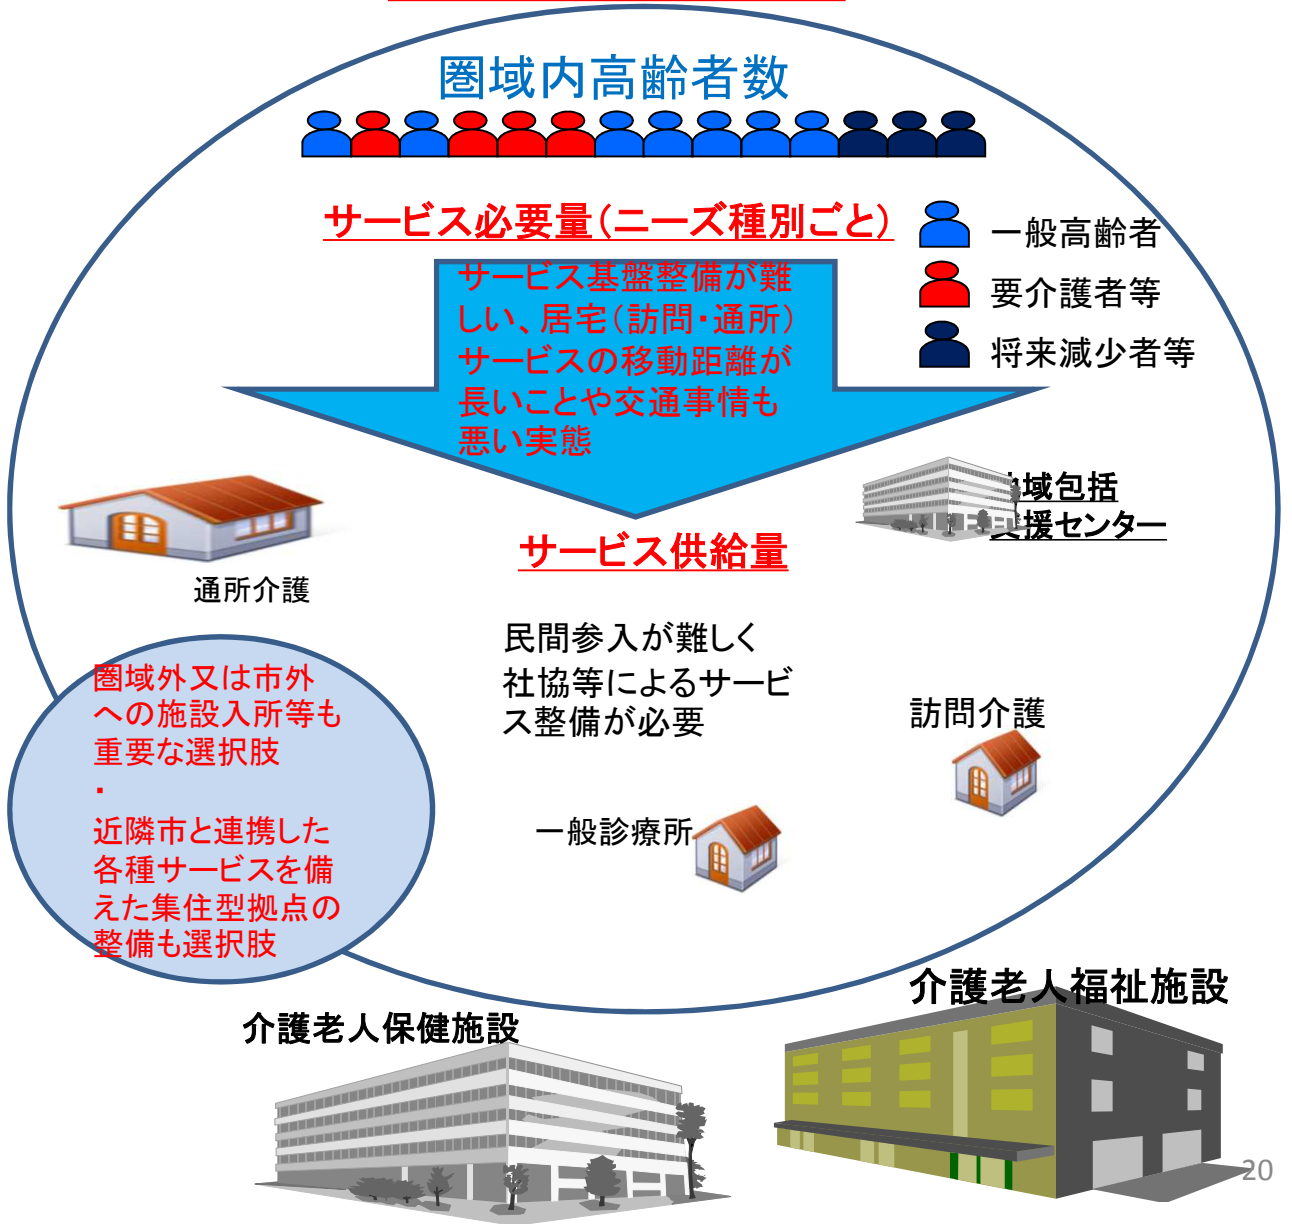 圏域内高齢者数
サービス必要量(ニーズ種別ごと)
一般高齢者
要介護者等
将来減少者等
サービス基盤整備が難
しい、居宅(訪問・通所)
サービスの移動距離が
長いことや交通事情も
悪い実態
地域包括
支援センター
サービス供給量
通所介護
民間参入が難しく
社協等によるサービ
ス整備が必要
圏域外又は市外
への施設入所等も
重要な選択肢
・
近隣市と連携した
各種サービスを備
えた集住型拠点の
整備も選択肢
訪問介護
一般診療所
介護老人福祉施設
介護老人保健施設
20